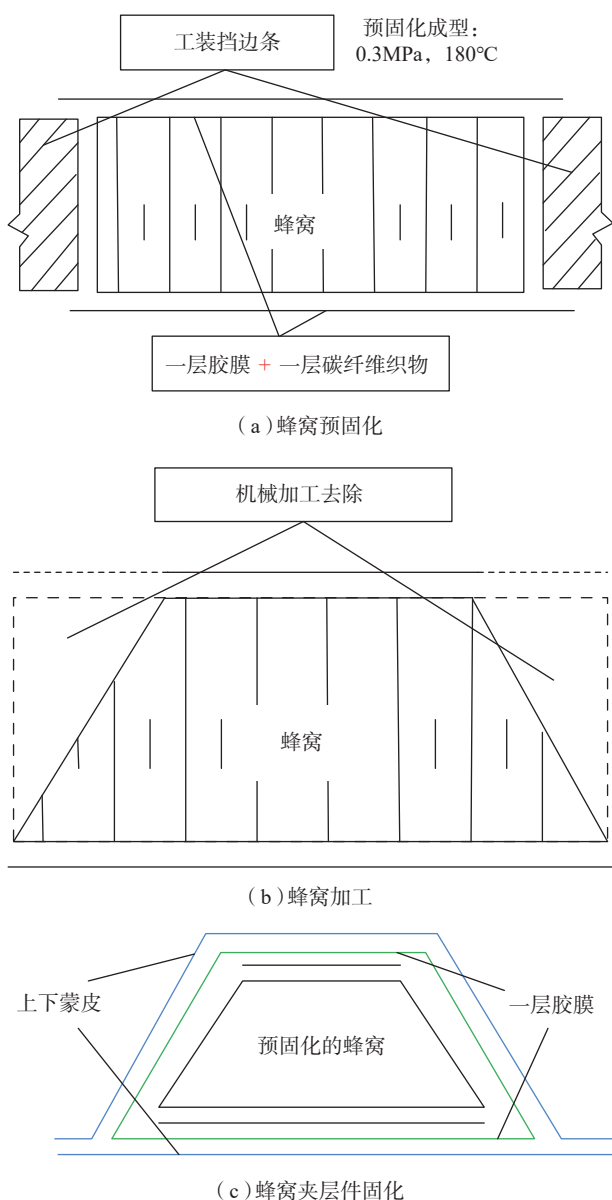 工装挡边条
预固化成型：
0.3MPa，180℃
蜂窝
一层胶膜 + 一层碳纤维织物
（a）蜂窝预固化
机械加工去除
蜂窝
（b）蜂窝加工
上下蒙皮
一层胶膜
预固化的蜂窝
（c）蜂窝夹层件固化